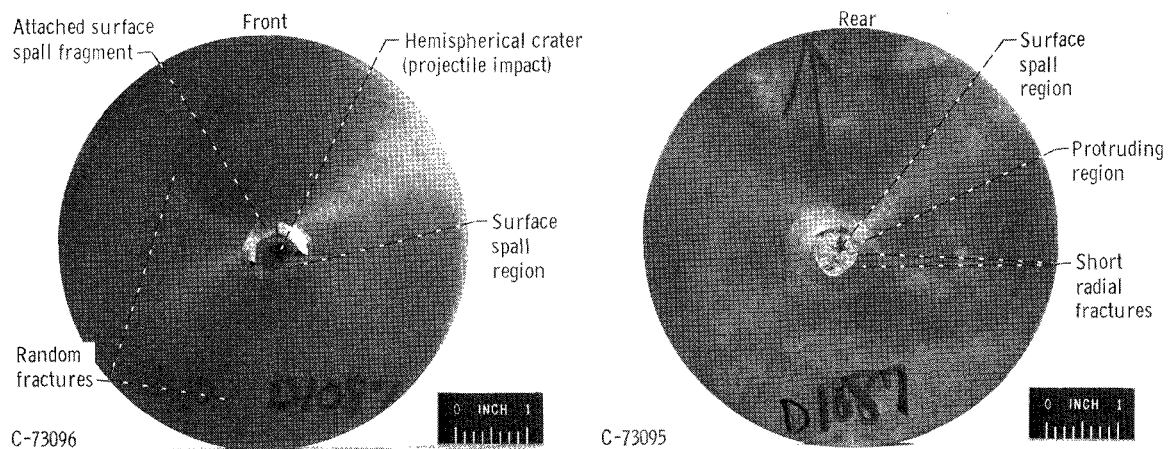 Front
Attached surface
spall fragment
Hemispherical crater
(projectile impact)
Surface
spall
region
Random
fractures
0 INCH 1
C-73096
Rear
Surface
spall
region
Protruding
region
Short
radial
fractures
D1087
0 INCH 1
C-73095